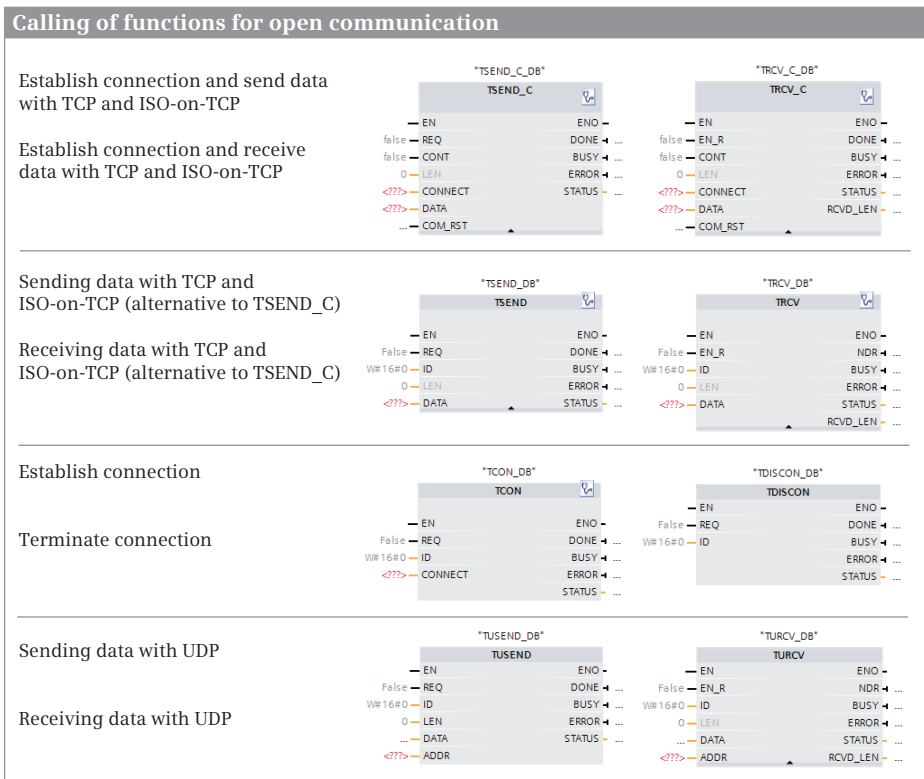 Calling of functions for open communication
Establish connection and send data
with TCP and ISO-on-TCP
Establish connection and receive
data with TCP and ISO-on-TCP
"TSEND_C_DB"
TSEND_C
EN ENO
false REQ DONE ...
false CONT BUSY ...
0 LEN ERROR ...
<???> CONNECT STATUS ...
<???> DATA
... COM_RST
"TRCV_C_DB"
TRCV_C
EN ENO
false EN_R DONE ...
false CONT BUSY ...
0 LEN ERROR ...
<???> CONNECT STATUS ...
<???> DATA RCVD_LEN ...
... COM_RST
Sending data with TCP and
ISO-on-TCP (alternative to TSEND_C)
Receiving data with TCP and
ISO-on-TCP (alternative to TSEND_C)
"TSEND_DB"
TSEND
EN ENO
False REQ DONE ...
W#16#0 ID BUSY ...
0 LEN ERROR ...
<???> DATA STATUS ...
"TRCV_DB"
TRCV
EN ENO
False EN_R NDR ...
W#16#0 ID BUSY ...
0 LEN ERROR ...
<???> DATA STATUS ...
RCVD_LEN ...
Establish connection
Terminate connection
"TCON_DB"
TCON
EN ENO
False REQ DONE ...
W#16#0 ID BUSY ...
<???> CONNECT ERROR ...
STATUS ...
"TDISCON_DB"
TDISCON
EN ENO
False REQ DONE ...
W#16#0 ID BUSY ...
ERROR ...
STATUS ...
Sending data with UDP
Receiving data with UDP
"TUSEND_DB"
TUSEND
EN ENO
False REQ DONE ...
W#16#0 ID BUSY ...
0 LEN ERROR ...
... DATA STATUS ...
<???> ADDR
"TURCV_DB"
TURCV
EN ENO
False EN_R NDR ...
W#16#0 ID BUSY ...
0 LEN ERROR ...
... DATA STATUS ...
<???> ADDR RCVD_LEN ...